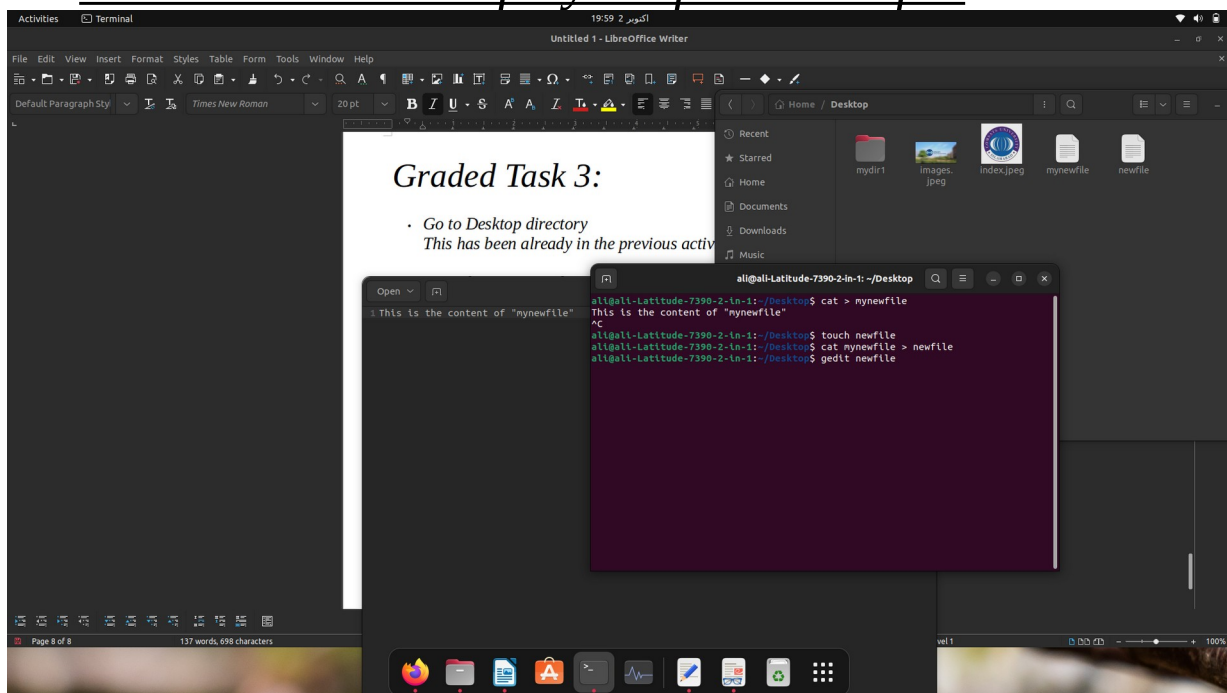 Activities Terminal
19:59 2 اکتوبر
Untitled 1 - LibreOffice Writer
File Edit View Insert Format Styles Table Form Tools Window Help
Default Paragraph Styl Times New Roman 20 pt
Home / Desktop
Recent
Starred
Home
Documents
Downloads
Music
mydir1
images.
jpeg
index.jpeg
mynewfile
newfile
Graded Task 3:
• Go to Desktop directory
This has been already in the previous activ
Open
1 This is the content of "mynewfile"
ali@ali-Latitude-7390-2-in-1: ~/Desktop
ali@ali-Latitude-7390-2-in-1:~/Desktop$ cat > mynewfile
This is the content of "mynewfile"
^C
ali@ali-Latitude-7390-2-in-1:~/Desktop$ touch newfile
ali@ali-Latitude-7390-2-in-1:~/Desktop$ cat mynewfile > newfile
ali@ali-Latitude-7390-2-in-1:~/Desktop$ gedit newfile
Page 8 of 8 137 words, 698 characters
vel 1
100%